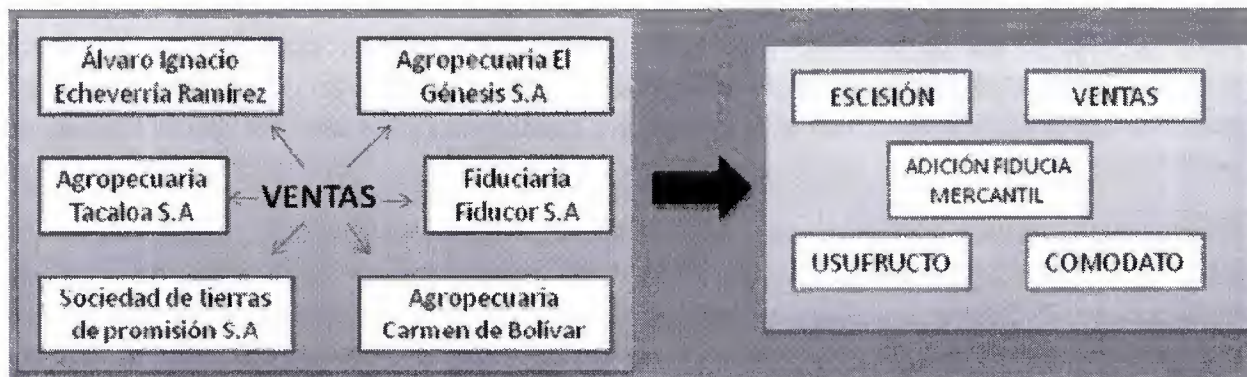 Álvaro Ignacio
Echeverría Ramírez
Agropecuaria El
Génesis S.A
Agropecuaria
Tacaloa S.A
VENTAS
Fiduciaria
Fiducor S.A
Sociedad de tierras
de promisión S.A
Agropecuaria
Carmen de Bolívar
ESCISIÓN
VENTAS
ADICIÓN FIDUCIA
MERCANTIL
USUFRUCTO
COMODATO